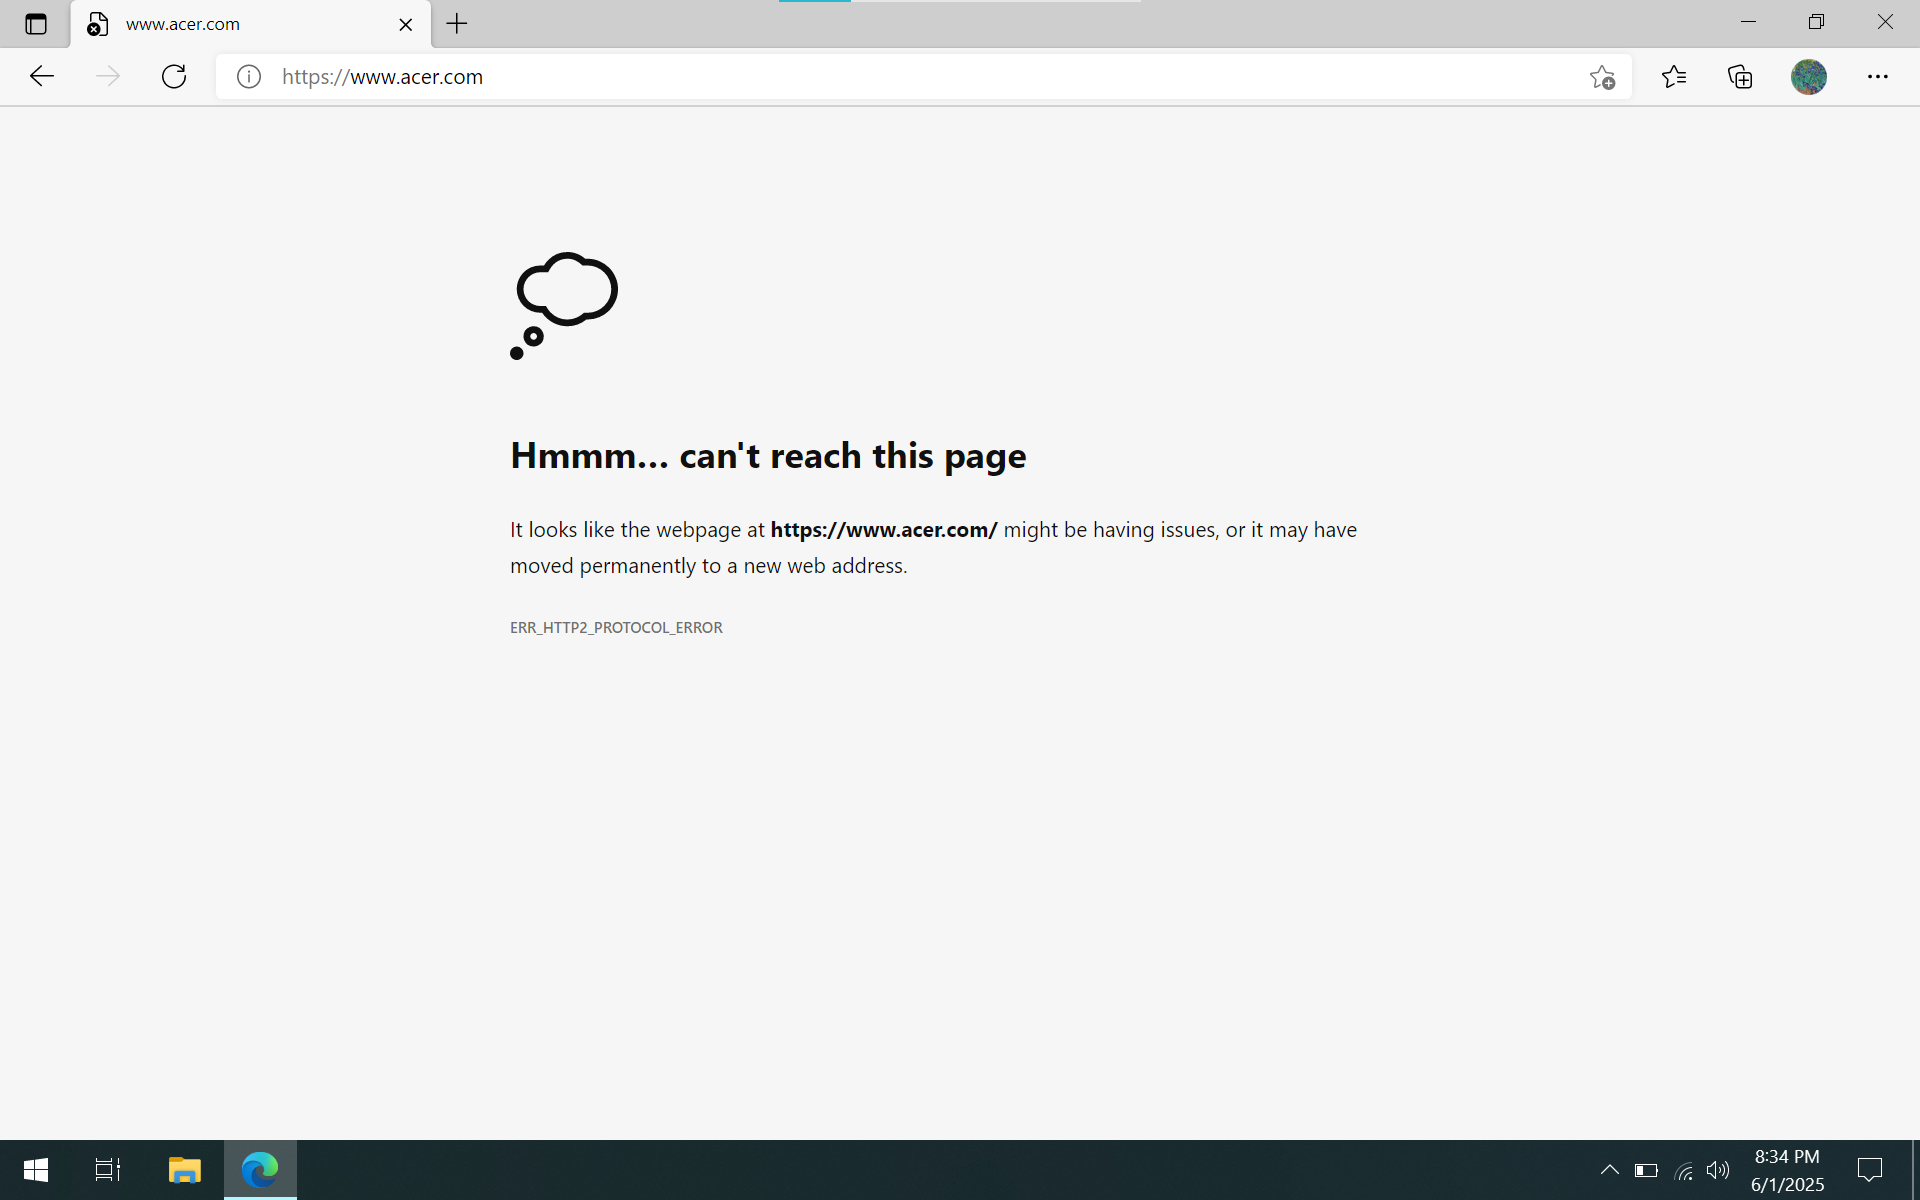 www.acer.com
https://www.acer.com
Hmmm... can't reach this page
It looks like the webpage at https://www.acer.com/ might be having issues, or it may have
moved permanently to a new web address.
ERR_HTTP2_PROTOCOL_ERROR
8:34 PM
6/1/2025